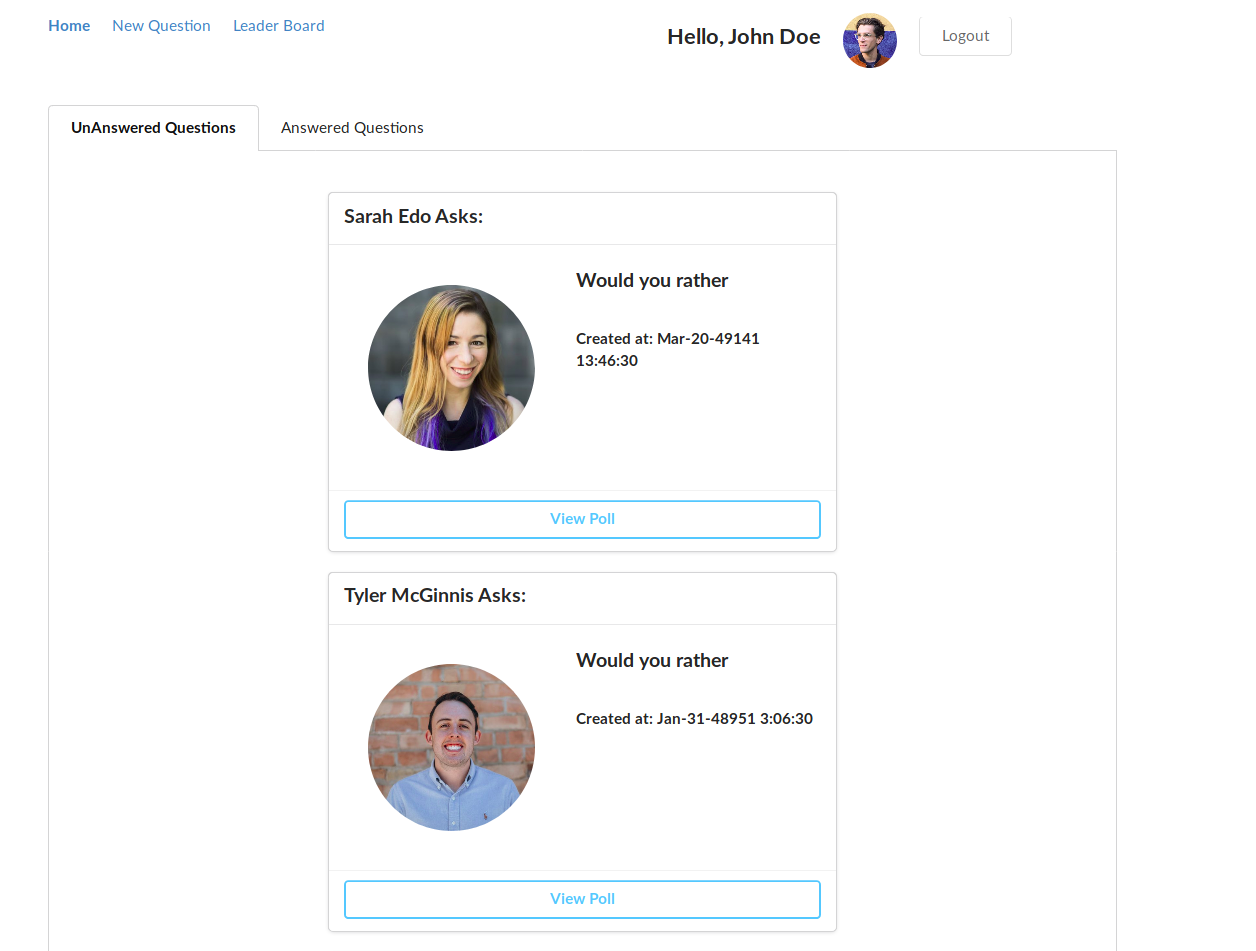 Home New Question Leader Board Hello, John Doe Logout
UnAnswered Questions Answered Questions
Sarah Edo Asks:
Would you rather
Created at: Mar-20-49141
13:46:30
View Poll
Tyler McGinnis Asks:
Would you rather
Created at: Jan-31-48951 3:06:30
View Poll